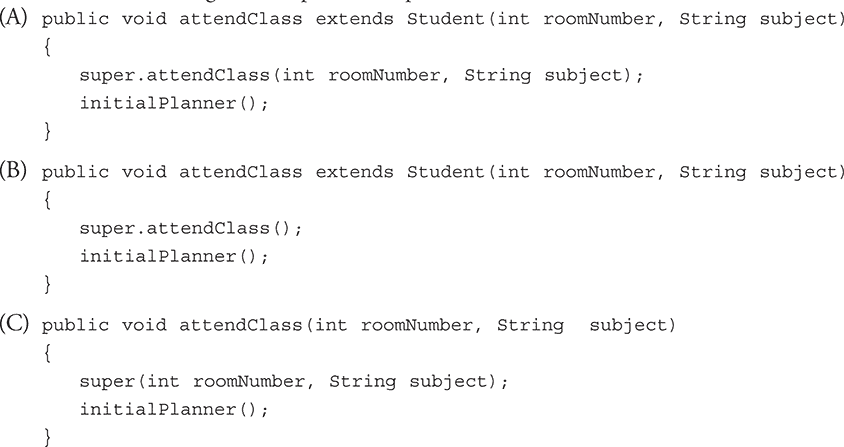 (A) public void attendClass extends Student(int roomNumber, String subject)
{
super.attendClass(int roomNumber, String subject);
initialPlanner();
}
(B) public void attendClass extends Student(int roomNumber, String subject)
{
super.attendClass();
initialPlanner();
}
(C) public void attendClass(int roomNumber, String subject)
{
super(int roomNumber, String subject);
initialPlanner();
}